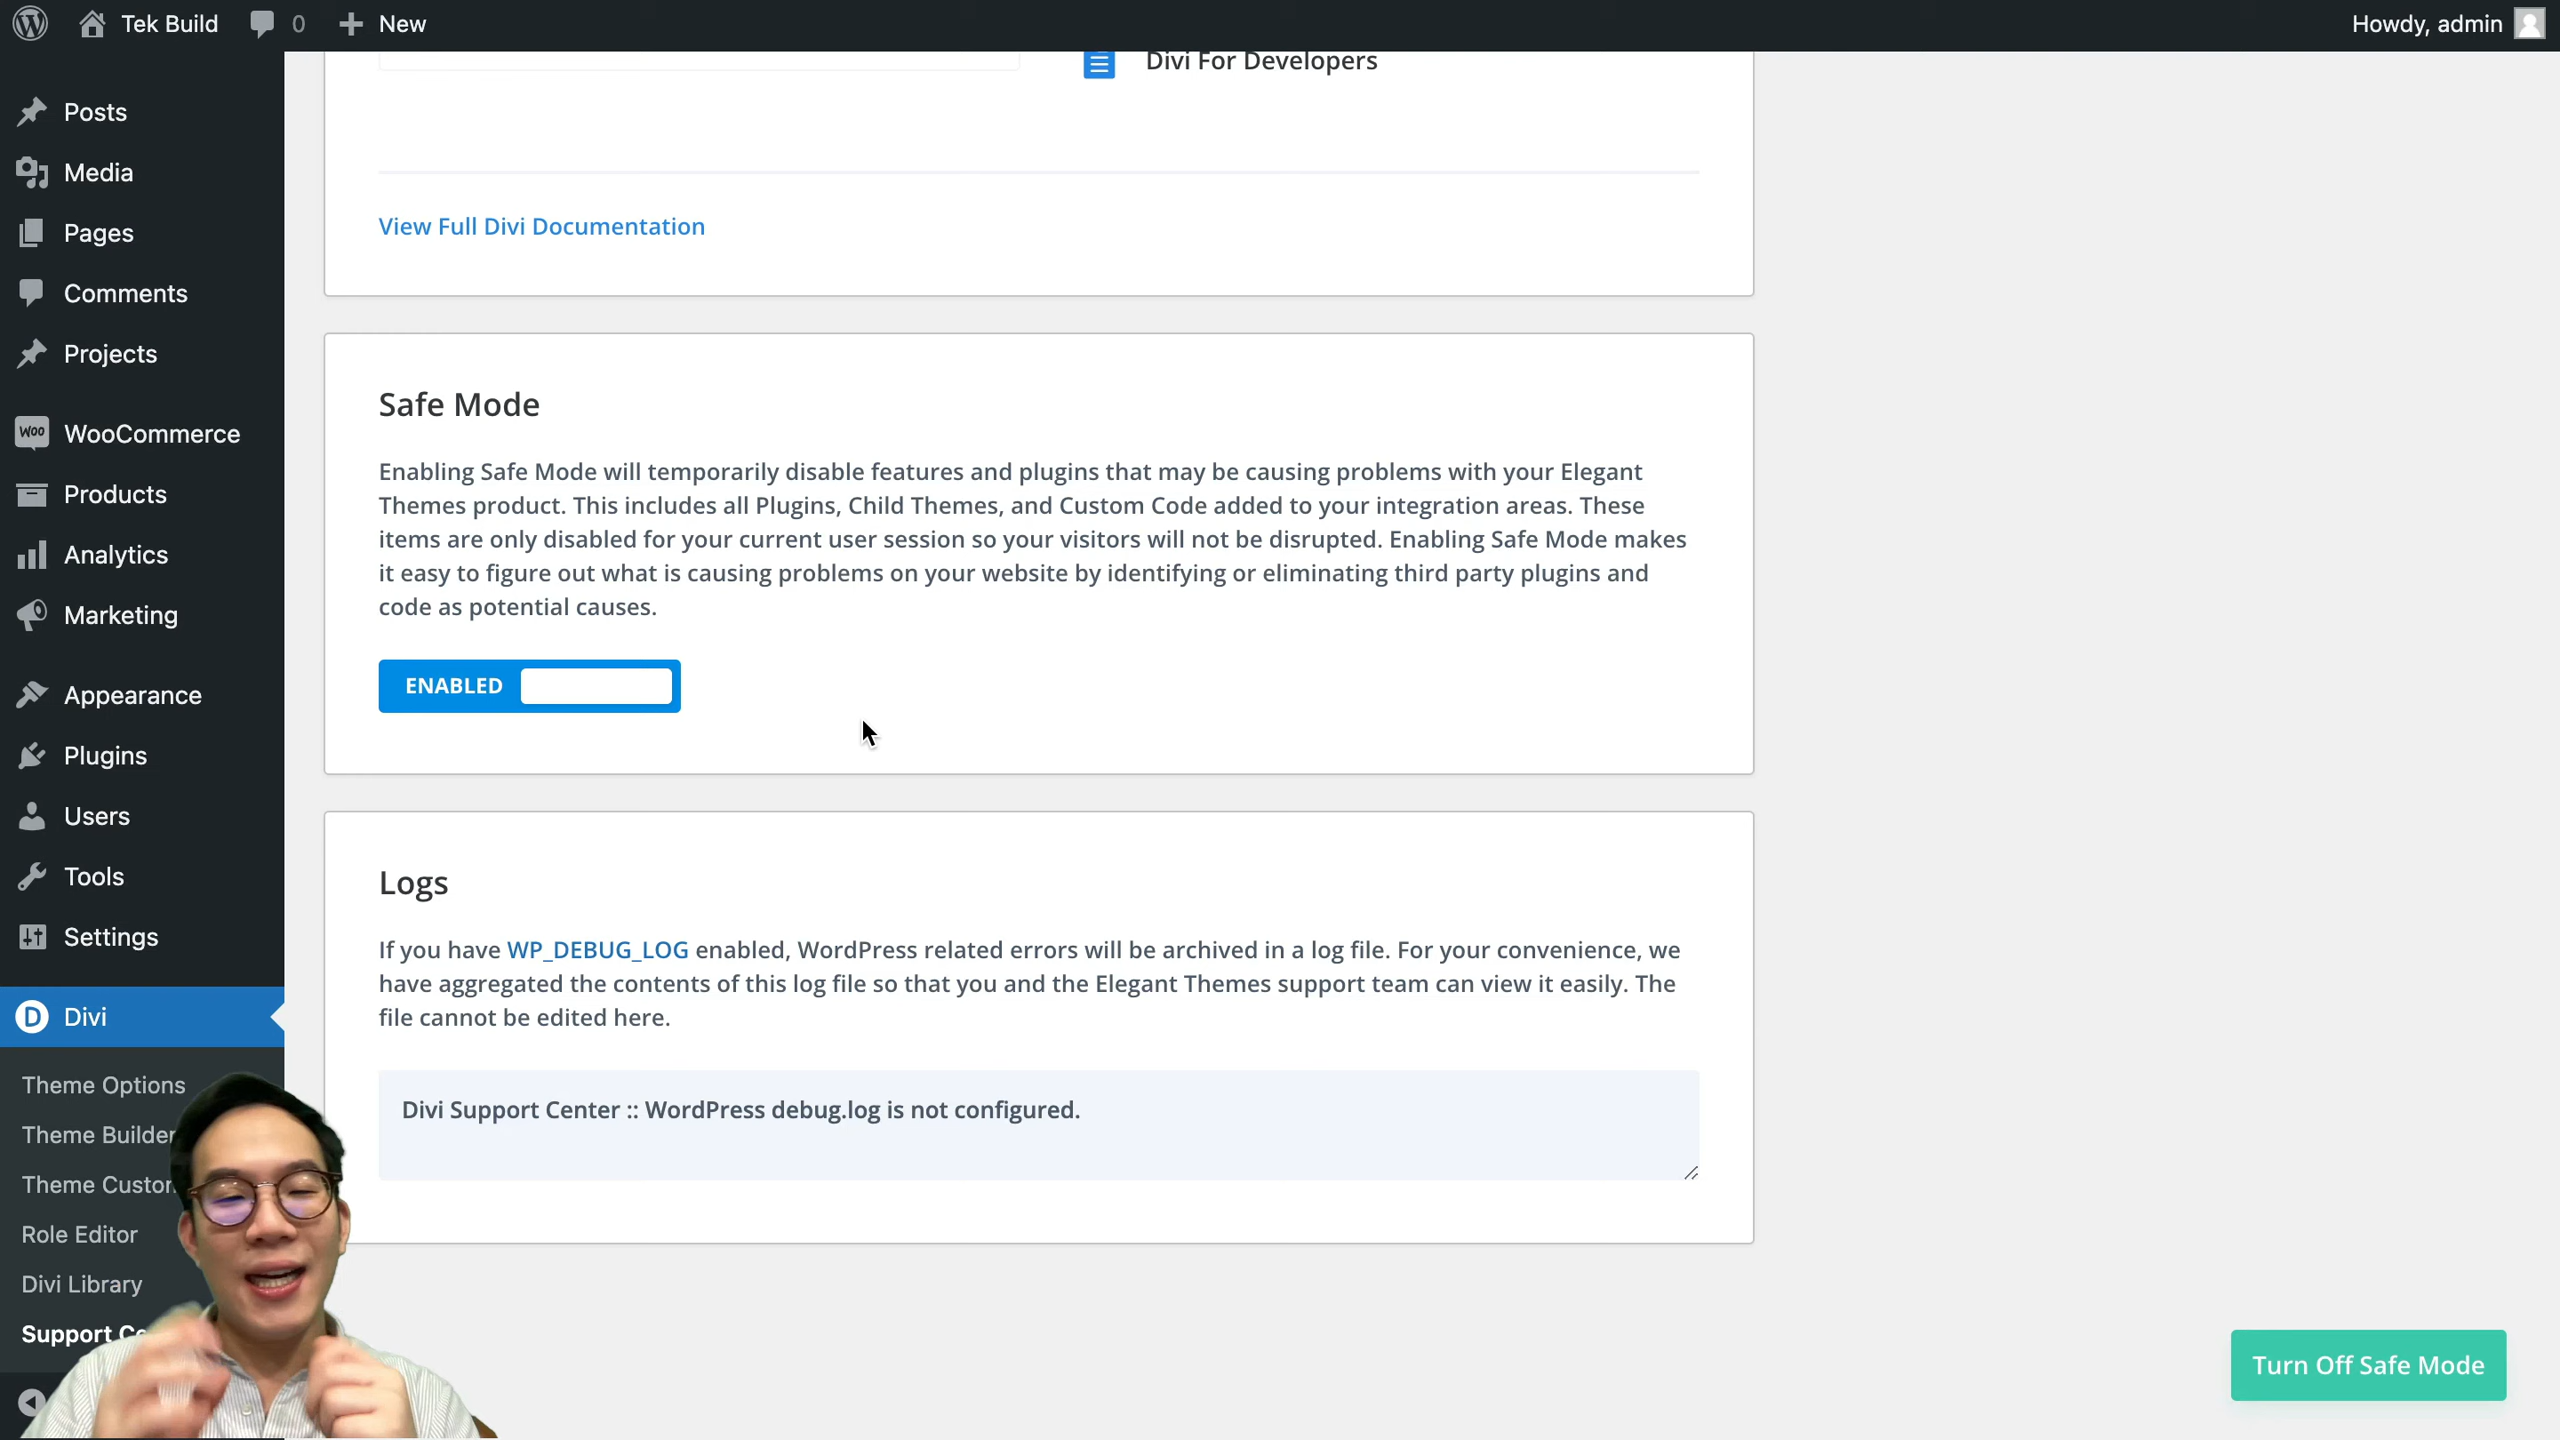 Tek Build
0
New
Howdy, admin
Posts
Media
Pages
Comments
Projects
WOO
WooCommerce
Products
Analytics
Marketing
Appearance
Plugins
Users
Tools
Settings
D
Divi
Theme Options
Theme Builder
Theme Custom
Role Editor
Divi Library
Support Ce
Divi For Developers
View Full Divi Documentation
Safe Mode
Enabling Safe Mode will temporarily disable features and plugins that may be causing problems with your Elegant
Themes product. This includes all Plugins, Child Themes, and Custom Code added to your integration areas. These
items are only disabled for your current user session so your visitors will not be disrupted. Enabling Safe Mode makes
it easy to figure out what is causing problems on your website by identifying or eliminating third party plugins and
code as potential causes.
ENABLED
Logs
If you have WP_DEBUG_LOG enabled, WordPress related errors will be archived in a log file. For your convenience, we
have aggregated the contents of this log file so that you and the Elegant Themes support team can view it easily. The
file cannot be edited here.
Divi Support Center :: WordPress debug.log is not configured.
Turn Off Safe Mode